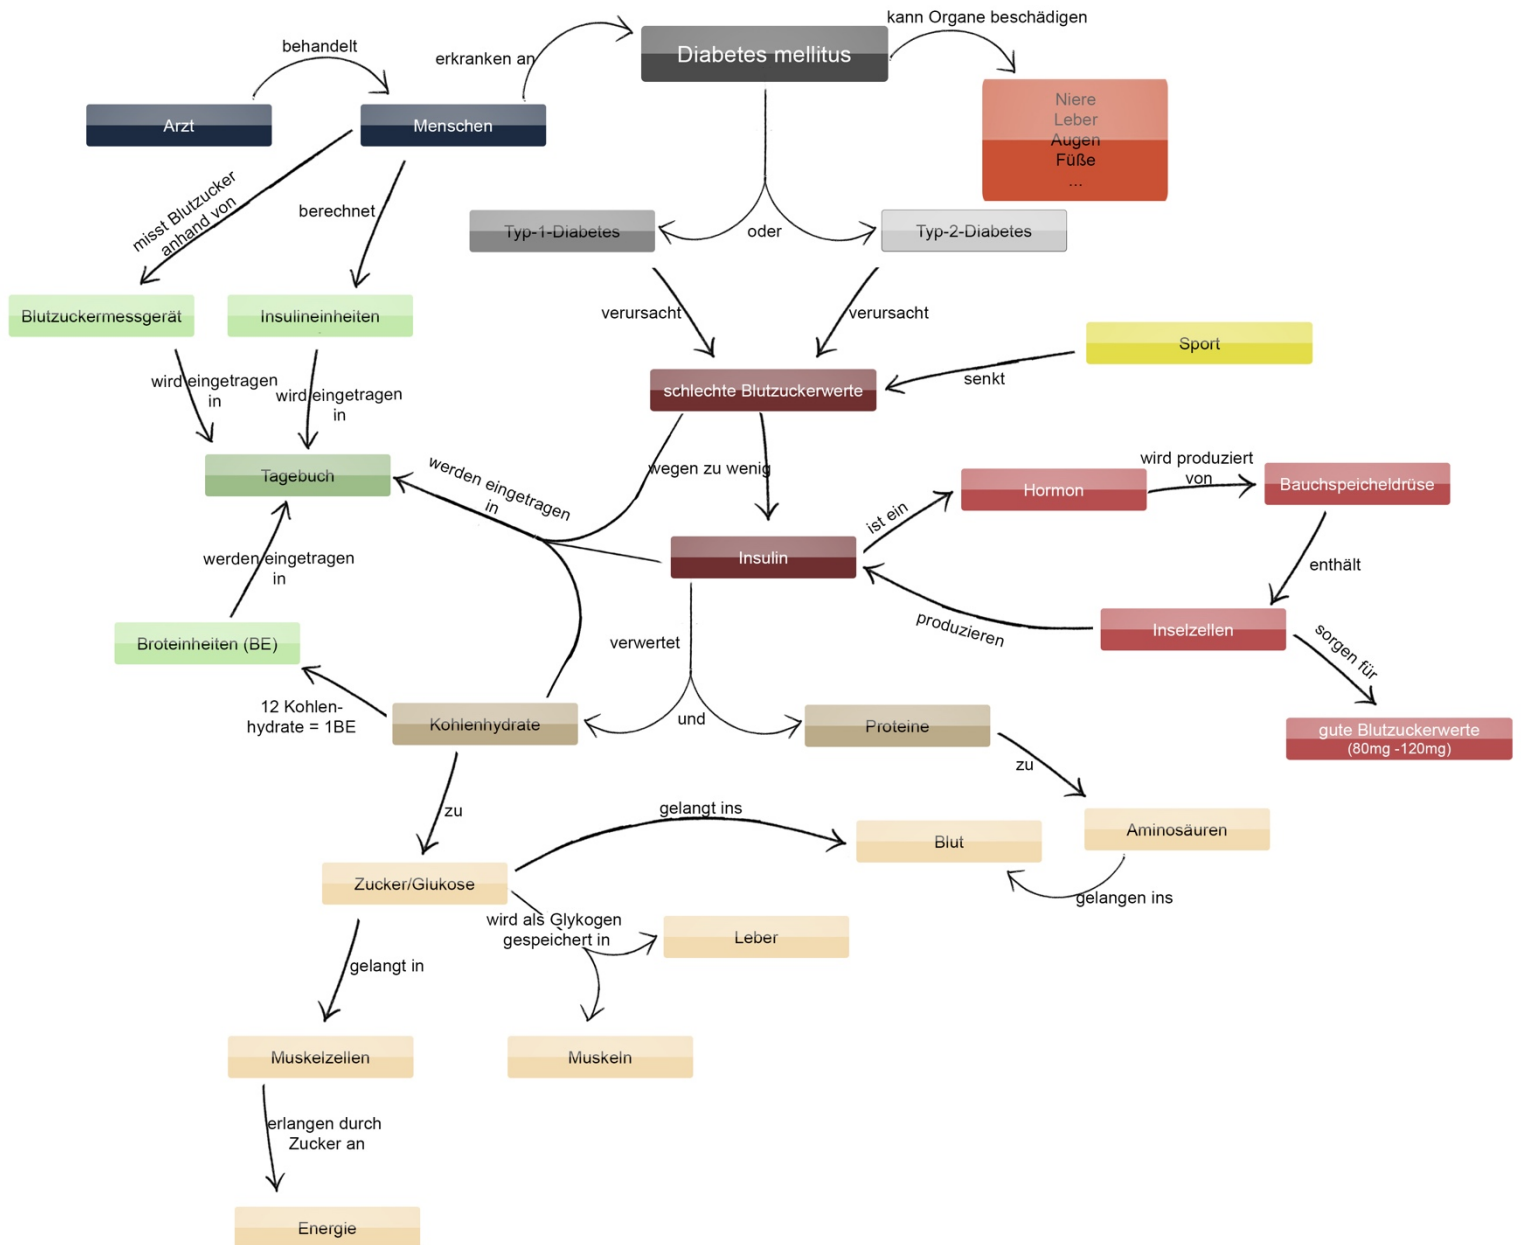 kann Organe beschädigen
behandelt
erkranken an
Diabetes mellitus
Niere
Leber
Augen
Füße
...
Arzt
Menschen
misst Blutzucker
anhand von
berechnet
Typ-1-Diabetes
oder
Typ-2-Diabetes
Blutzuckermessgerät
Insulineinheiten
verursacht
verursacht
Sport
senkt
wird eingetragen
in
wird eingetragen
in
schlechte Blutzuckerwerte
Tagebuch
werden eingetragen
in
wegen zu wenig
ist ein
Hormon
wird produziert
von
Bauchspeicheldrüse
werden eingetragen
in
Insulin
enthält
produzieren
Inselzellen
sorgen für
Broteinheiten (BE)
verwertet
12 Kohlen-
hydrate = 1BE
Kohlenhydrate
und
Proteine
gute Blutzuckerwerte
(80mg -120mg)
zu
zu
gelangt ins
Blut
Aminosäuren
gelangen ins
Zucker/Glukose
wird als Glykogen
gespeichert in
Leber
gelangt in
Muskelzellen
Muskeln
erlangen durch
Zucker an
Energie